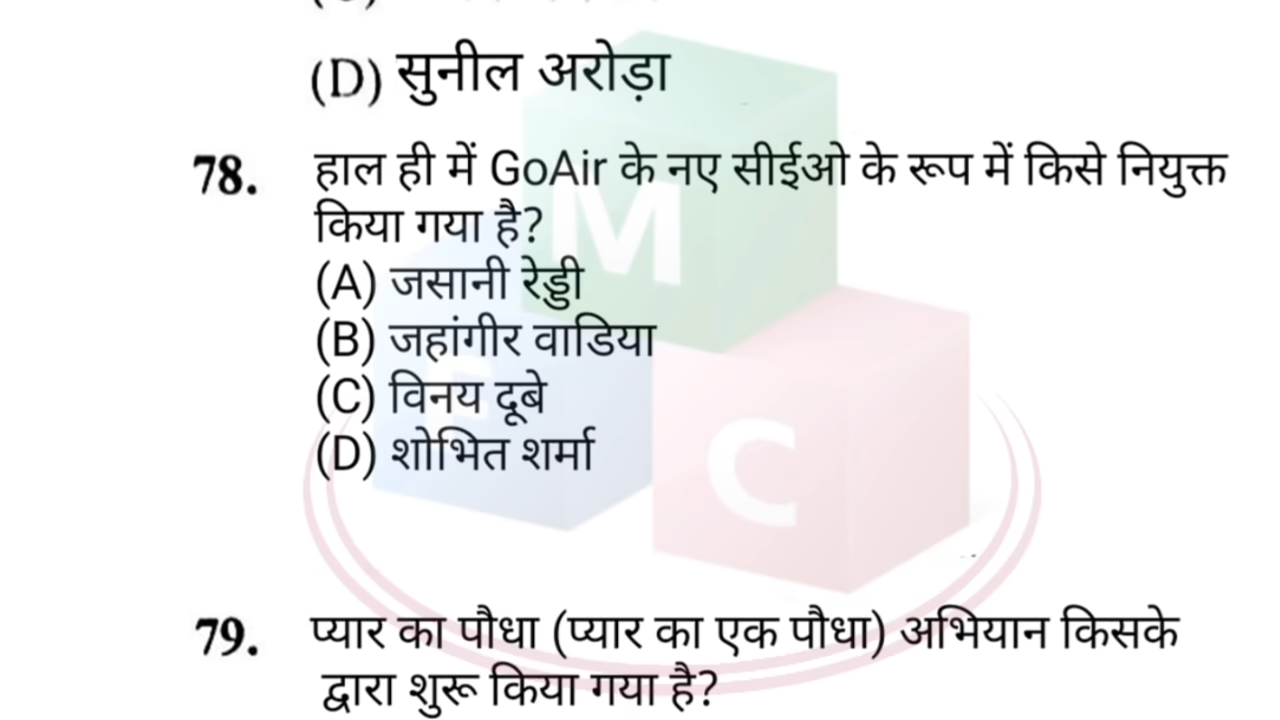 (D) सुनील अरोड़ा
78. हाल ही में GoAir के नए सीईओ के रूप में किसे नियुक्त
किया गया है?
(A) जसानी रेड्डी
(B) जहांगीर वाडिया
(C) विनय दूबे
(D) शोभित शर्मा
79. प्यार का पौधा (प्यार का एक पौधा) अभियान किसके
द्वारा शुरू किया गया है?
M
E
C